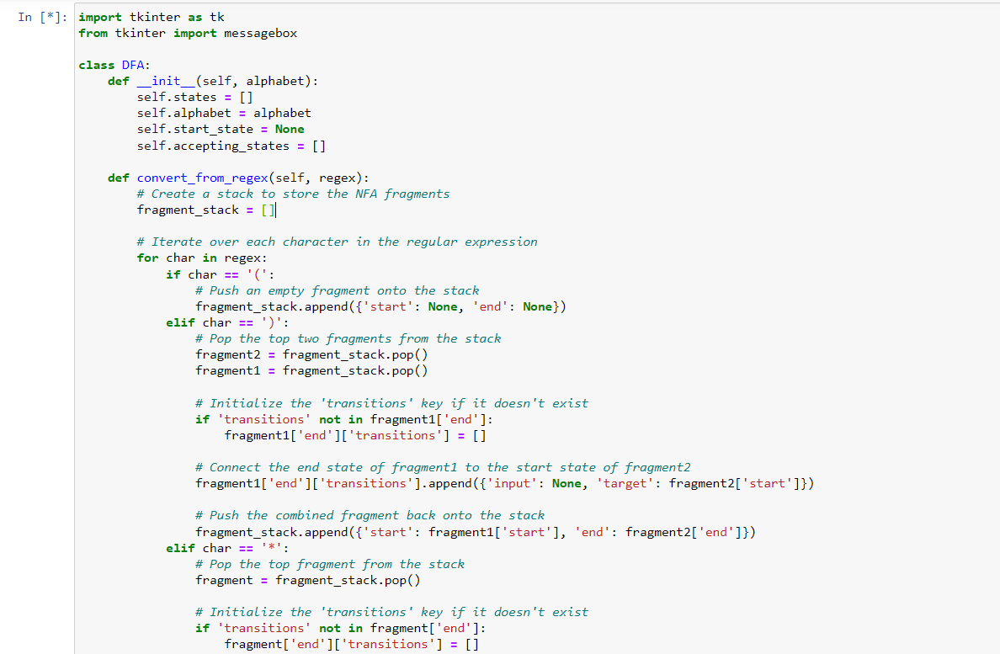 In [*]: import tkinter as tk
from tkinter import messagebox

class DFA:
    def __init__(self, alphabet):
        self.states = []
        self.alphabet = alphabet
        self.start_state = None
        self.accepting_states = []

    def convert_from_regex(self, regex):
        # Create a stack to store the NFA fragments
        fragment_stack = []

        # Iterate over each character in the regular expression
        for char in regex:
            if char == '(':
                # Push an empty fragment onto the stack
                fragment_stack.append({'start': None, 'end': None})
            elif char == ')':
                # Pop the top two fragments from the stack
                fragment2 = fragment_stack.pop()
                fragment1 = fragment_stack.pop()

                # Initialize the 'transitions' key if it doesn't exist
                if 'transitions' not in fragment1['end']:
                    fragment1['end']['transitions'] = []

                # Connect the end state of fragment1 to the start state of fragment2
                fragment1['end']['transitions'].append({'input': None, 'target': fragment2['start']})

                # Push the combined fragment back onto the stack
                fragment_stack.append({'start': fragment1['start'], 'end': fragment2['end']})
            elif char == '*':
                # Pop the top fragment from the stack
                fragment = fragment_stack.pop()

                # Initialize the 'transitions' key if it doesn't exist
                if 'transitions' not in fragment['end']:
                    fragment['end']['transitions'] = []